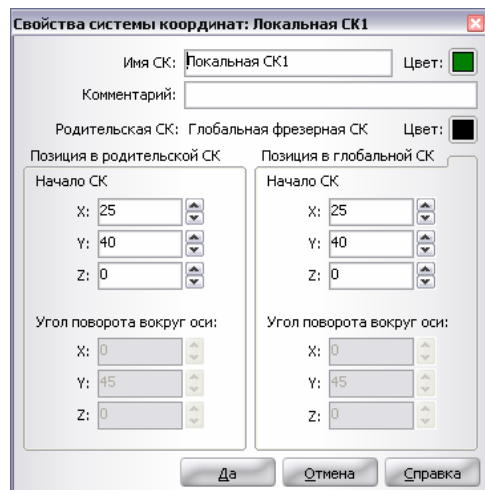 Свойства системы координат: Локальная СК1
Имя СК: Локальная СК1 Цвет:
Комментарий:
Родительская СК: Глобальная фрезерная СК Цвет:
Позиция в родительской СК Позиция в глобальной СК
Начало СК Начало СК
X: 25 X: 25
Y: 40 Y: 40
Z: 0 Z: 0
Угол поворота вокруг оси: Угол поворота вокруг оси:
X: 0 X: 0
Y: 45 Y: 45
Z: 0 Z: 0
Да Отмена Справка